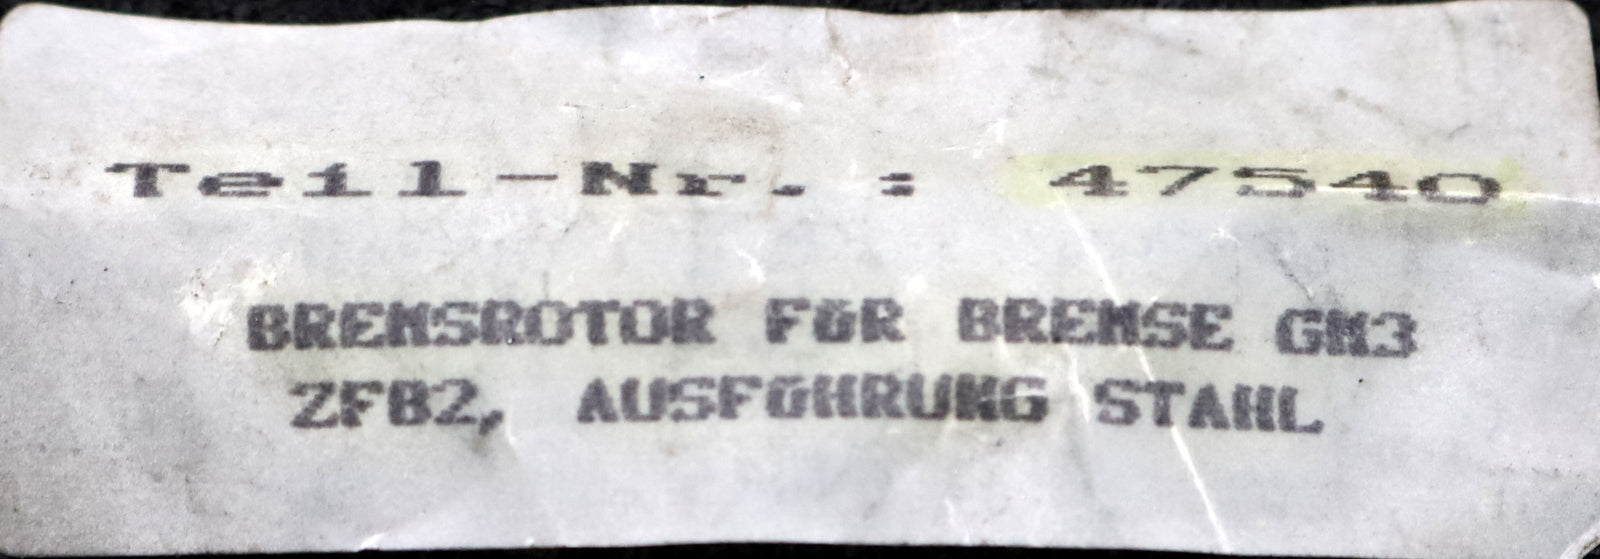 Teil-Nr.: 47540
BREMSROTOR FüR BREMSE GM3
ZFB2, AUSFüHRUNG STAHL